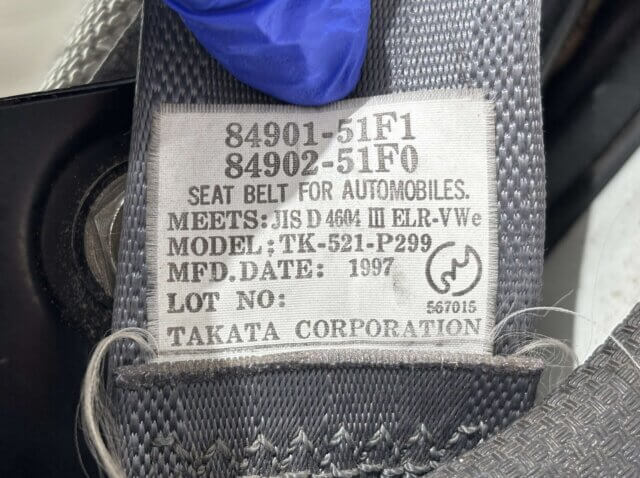 84901-51F1
84902-51F0
SEAT BELT FOR AUTOMOBILES.
MEETS: JIS D 4604 III ELR-VWe
MODEL; TK-521-P299
MFD. DATE: 1997
LOT NO:
567015
TAKATA CORPORATION